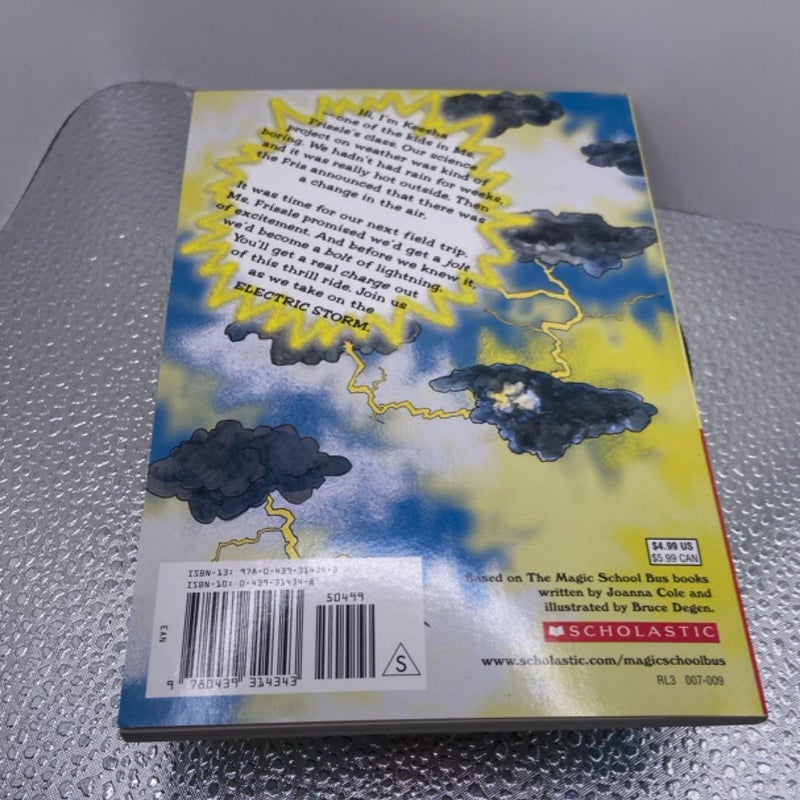 Hi, I'm Keesha
— one of the kids in Ms.
Frizzle's class. Our science
project on weather was kind of
boring. We hadn't had rain for weeks,
and it was really hot outside. Then
the Friz announced that there was
a change in the air.
It was time for our next field trip.
Ms. Frizzle promised we'd get a jolt
of excitement. And before we knew it,
we'd become a bolt of lightning.
You'll get a real charge out
of this thrill ride. Join us
as we take on the
ELECTRIC STORM.
$4.99 US
$5.99 CAN
Based on The Magic School Bus books
written by Joanna Cole and
illustrated by Bruce Degen.
SCHOLASTIC
www.scholastic.com/magicschoolbus
RL3 007-009
ISBN-13: 978-0-439-31434-3
ISBN-10: 0-439-31434-6
50499
EAN
S
9 780439 314343